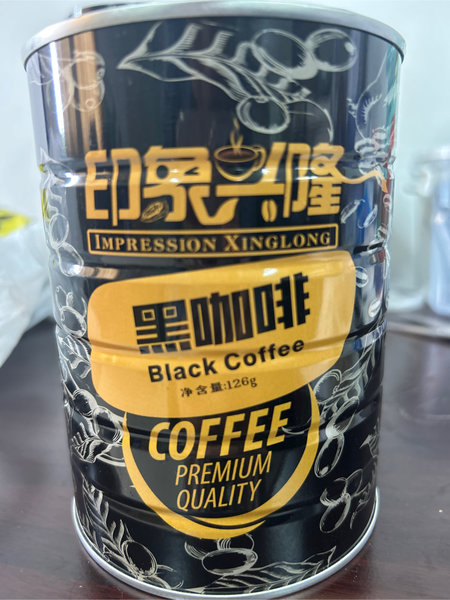 印象兴隆
IMPRESSION XINGLONG
黑咖啡
Black Coffee
净含量:126g
COFFEE
PREMIUM
QUALITY